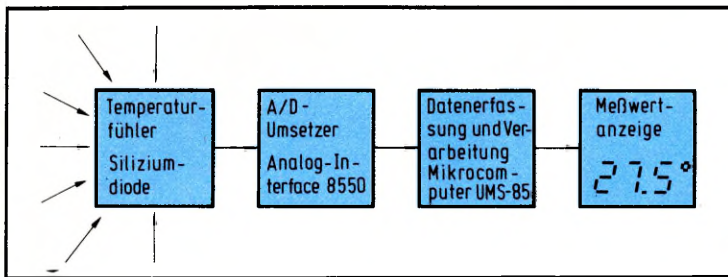 Temperatur-
fühler
Silizium-
diode
A/D-
Umsetzer
Analog-In-
terface 8550
Datenerfas-
sung und Ver-
arbeitung
Mikrocom-
puter UMS-85
Meßwert-
anzeige
27.5°